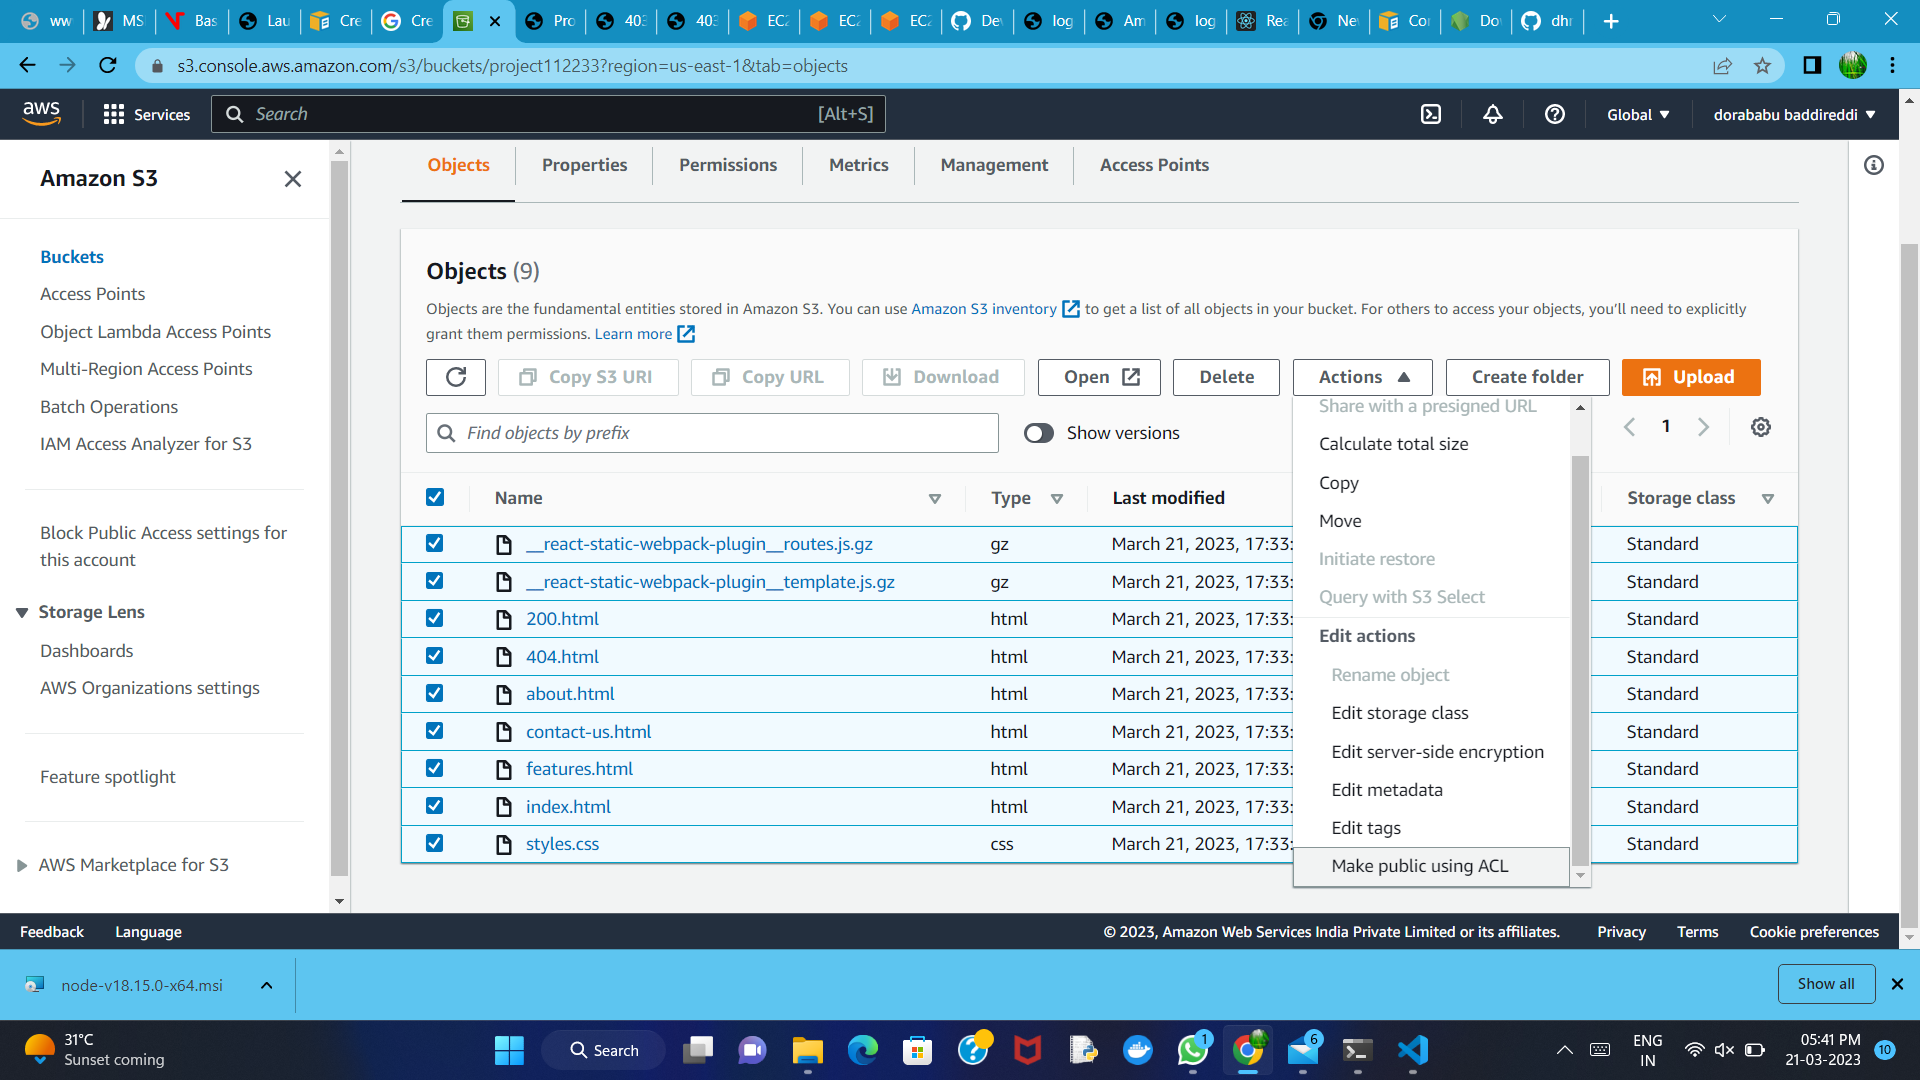 ww
MS
Bas
Lau
Cre
Cre
Pro
403
403
EC2
EC2
EC2
Dev
log
Am
log
Rea
Nev
Cor
Do
dhr
s3.console.aws.amazon.com/s3/buckets/project112233?region=us-east-1&tab=objects
aws
Services
Search
[Alt+S]
Global
dorababu baddireddi
Amazon S3
Buckets
Access Points
Object Lambda Access Points
Multi-Region Access Points
Batch Operations
IAM Access Analyzer for S3
Block Public Access settings for
this account
Storage Lens
Dashboards
AWS Organizations settings
Feature spotlight
AWS Marketplace for S3
Objects
Properties
Permissions
Metrics
Management
Access Points
Objects (9)
Objects are the fundamental entities stored in Amazon S3. You can use Amazon S3 inventory to get a list of all objects in your bucket. For others to access your objects, you'll need to explicitly
grant them permissions. Learn more
Copy S3 URI
Copy URL
Download
Open
Delete
Actions
Create folder
Upload
Find objects by prefix
Show versions
1
Name
Type
Last modified
Storage class
__react-static-webpack-plugin__routes.js.gz gz March 21, 2023, 17:33: Standard
__react-static-webpack-plugin__template.js.gz gz March 21, 2023, 17:33: Standard
200.html html March 21, 2023, 17:33: Standard
404.html html March 21, 2023, 17:33: Standard
about.html html March 21, 2023, 17:33: Standard
contact-us.html html March 21, 2023, 17:33: Standard
features.html html March 21, 2023, 17:33: Standard
index.html html March 21, 2023, 17:33: Standard
styles.css css March 21, 2023, 17:33: Standard
Share with a presigned URL
Calculate total size
Copy
Move
Initiate restore
Query with S3 Select
Edit actions
Rename object
Edit storage class
Edit server-side encryption
Edit metadata
Edit tags
Make public using ACL
Feedback
Language
© 2023, Amazon Web Services India Private Limited or its affiliates.
Privacy
Terms
Cookie preferences
node-v18.15.0-x64.msi
Show all
31°C
Sunset coming
Search
1
6
ENG
IN
05:41 PM
21-03-2023
10